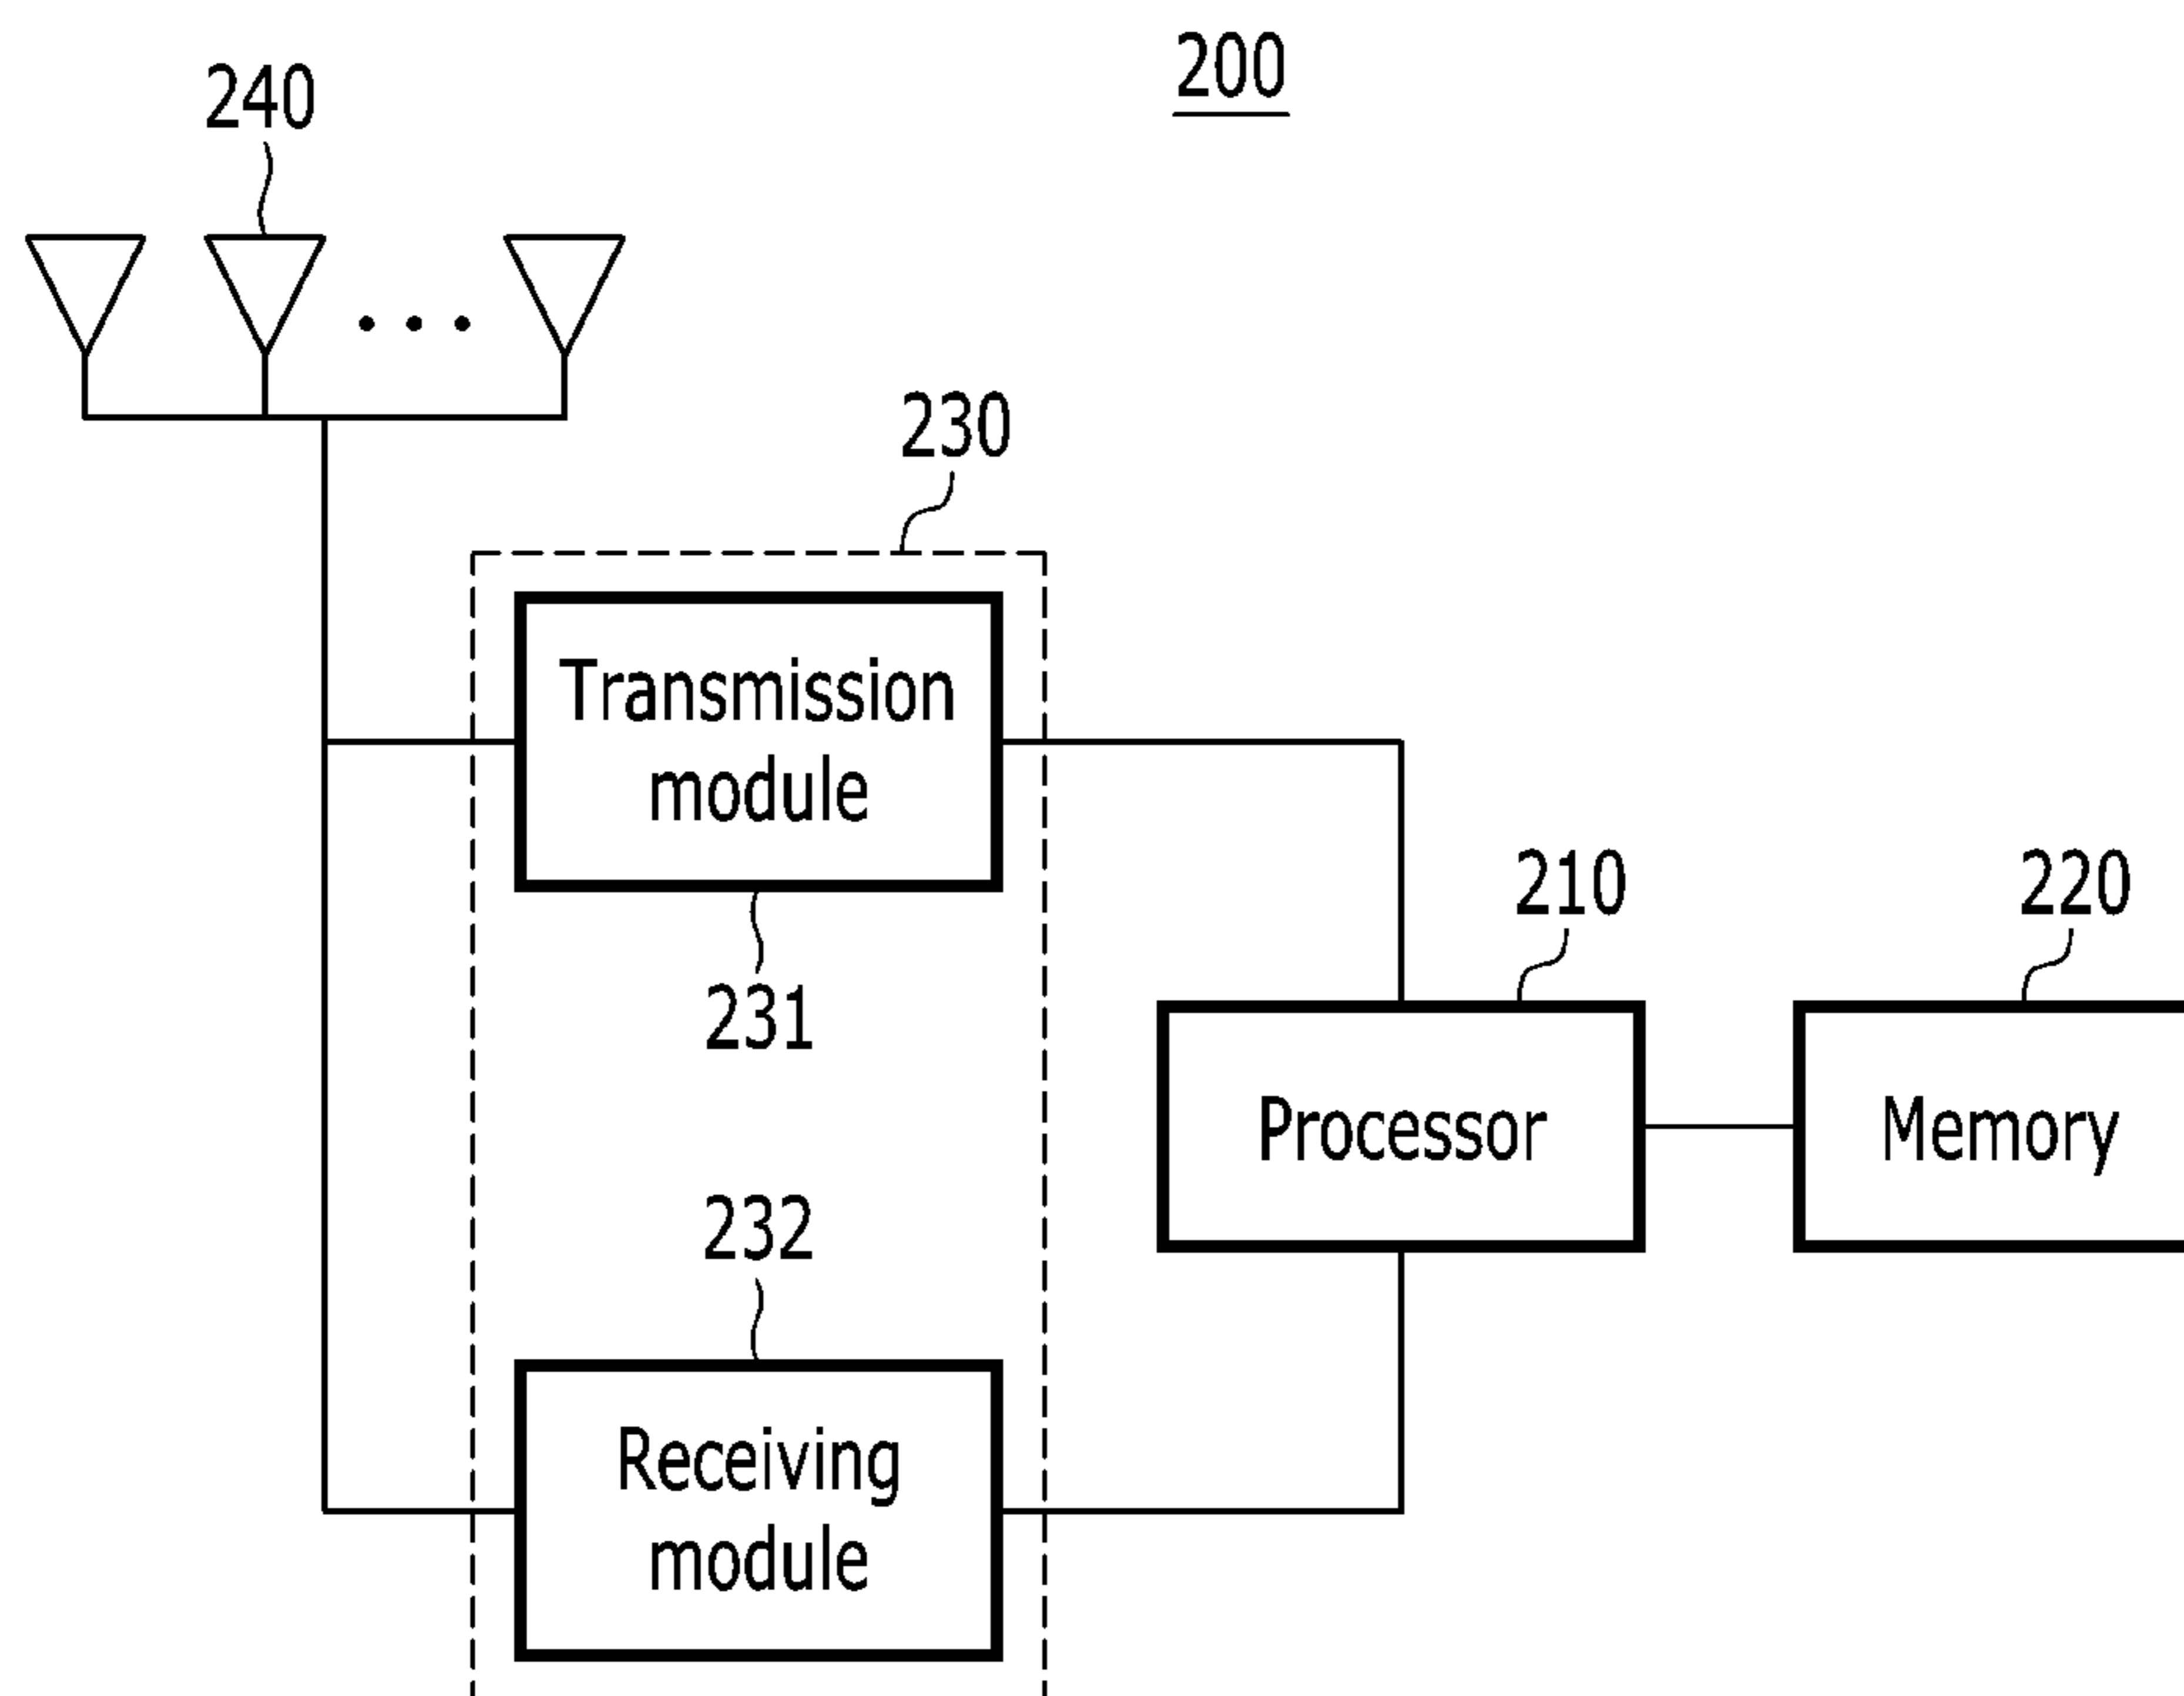 200
240
230
Transmission
module
231
210
220
Processor
Memory
232
Receiving
module